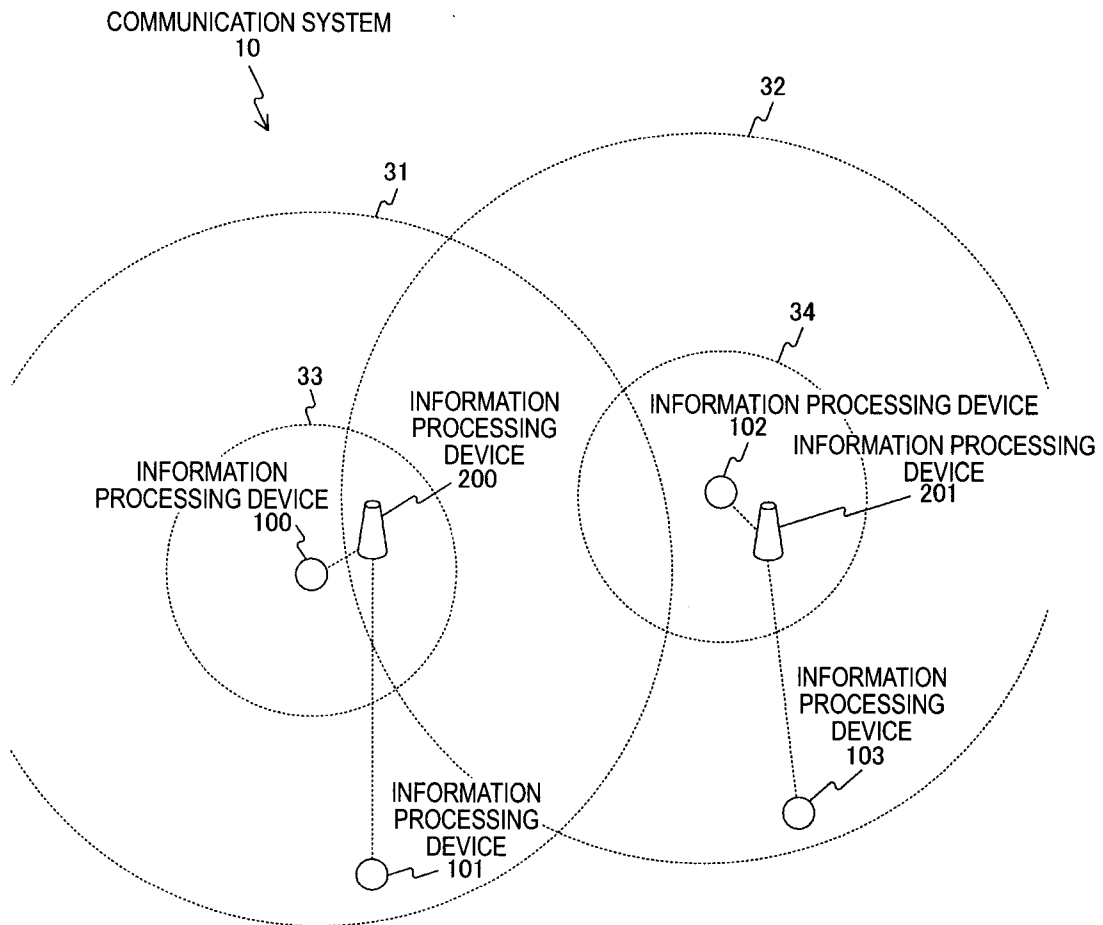 COMMUNICATION SYSTEM
10
32
31
34
33
INFORMATION
PROCESSING
DEVICE
200
INFORMATION PROCESSING DEVICE
102
INFORMATION PROCESSING
DEVICE
201
INFORMATION
PROCESSING DEVICE
100
INFORMATION
PROCESSING
DEVICE
103
INFORMATION
PROCESSING
DEVICE
101